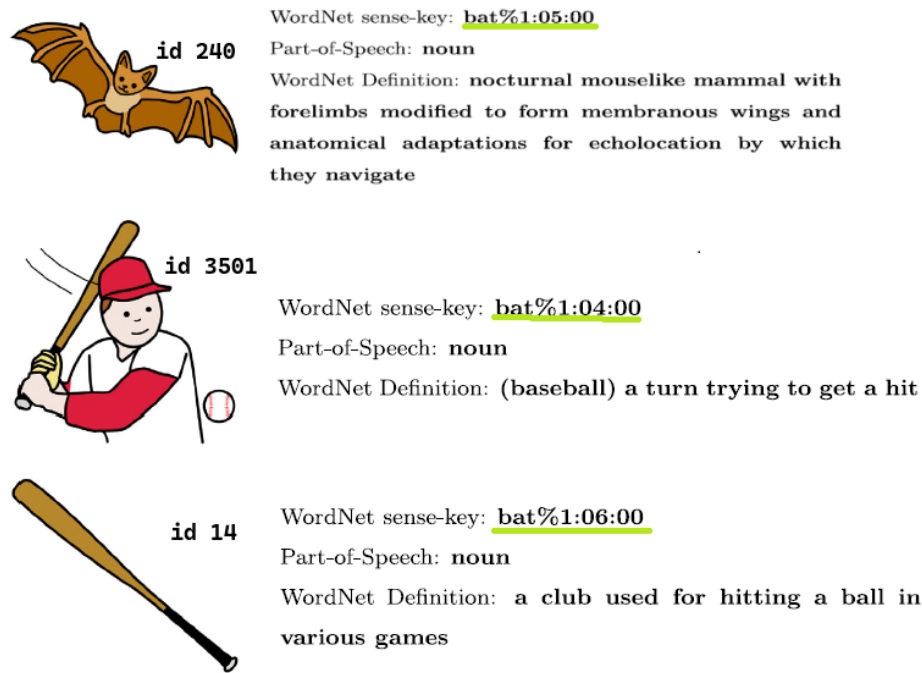 id 240
WordNet sense-key: bat%1:05:00
Part-of-Speech: noun
WordNet Definition: nocturnal mouselike mammal with
forelimbs modified to form membranous wings and
anatomical adaptations for echolocation by which
they navigate
id 3501
WordNet sense-key: bat%1:04:00
Part-of-Speech: noun
WordNet Definition: (baseball) a turn trying to get a hit
id 14
WordNet sense-key: bat%1:06:00
Part-of-Speech: noun
WordNet Definition: a club used for hitting a ball in
various games